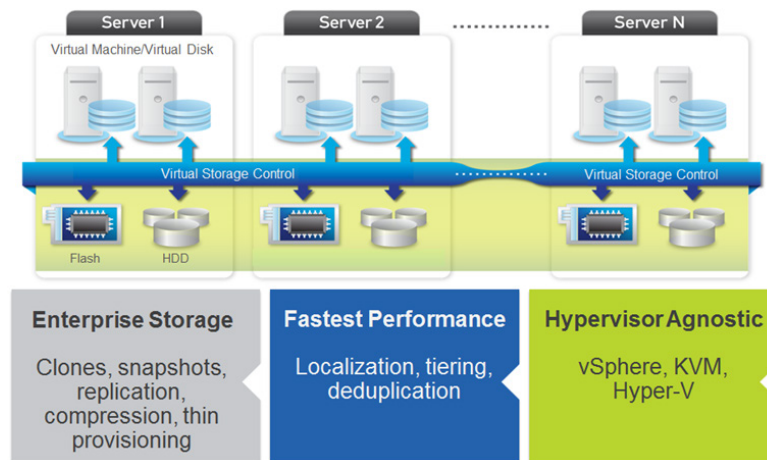 Server 1
Server 2
Server N
Virtual Machine/Virtual Disk
Virtual Storage Control
Virtual Storage Control
Flash
HDD
Enterprise Storage
Clones, snapshots,
replication,
compression, thin
provisioning
Fastest Performance
Localization, tiering,
deduplication
Hypervisor Agnostic
vSphere, KVM,
Hyper-V